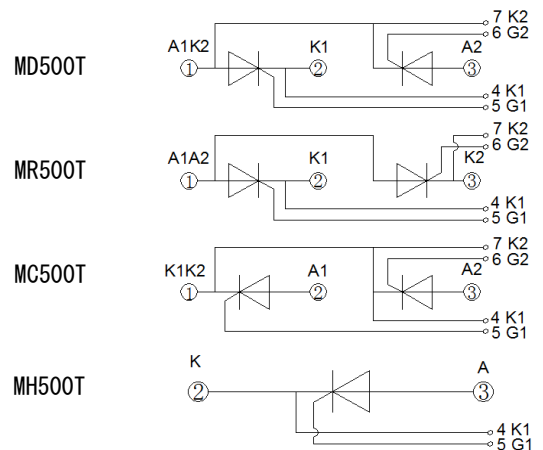 7 K2
6 G2
A1K2 K1 A2
MD500T
① ② ③
4 K1
5 G1
7 K2
6 G2
A1A2 K1 K2
MR500T
① ② ③
4 K1
5 G1
7 K2
6 G2
K1K2 A1 A2
MC500T
① ② ③
4 K1
5 G1
K A
MH500T
② ③
4 K1
5 G1